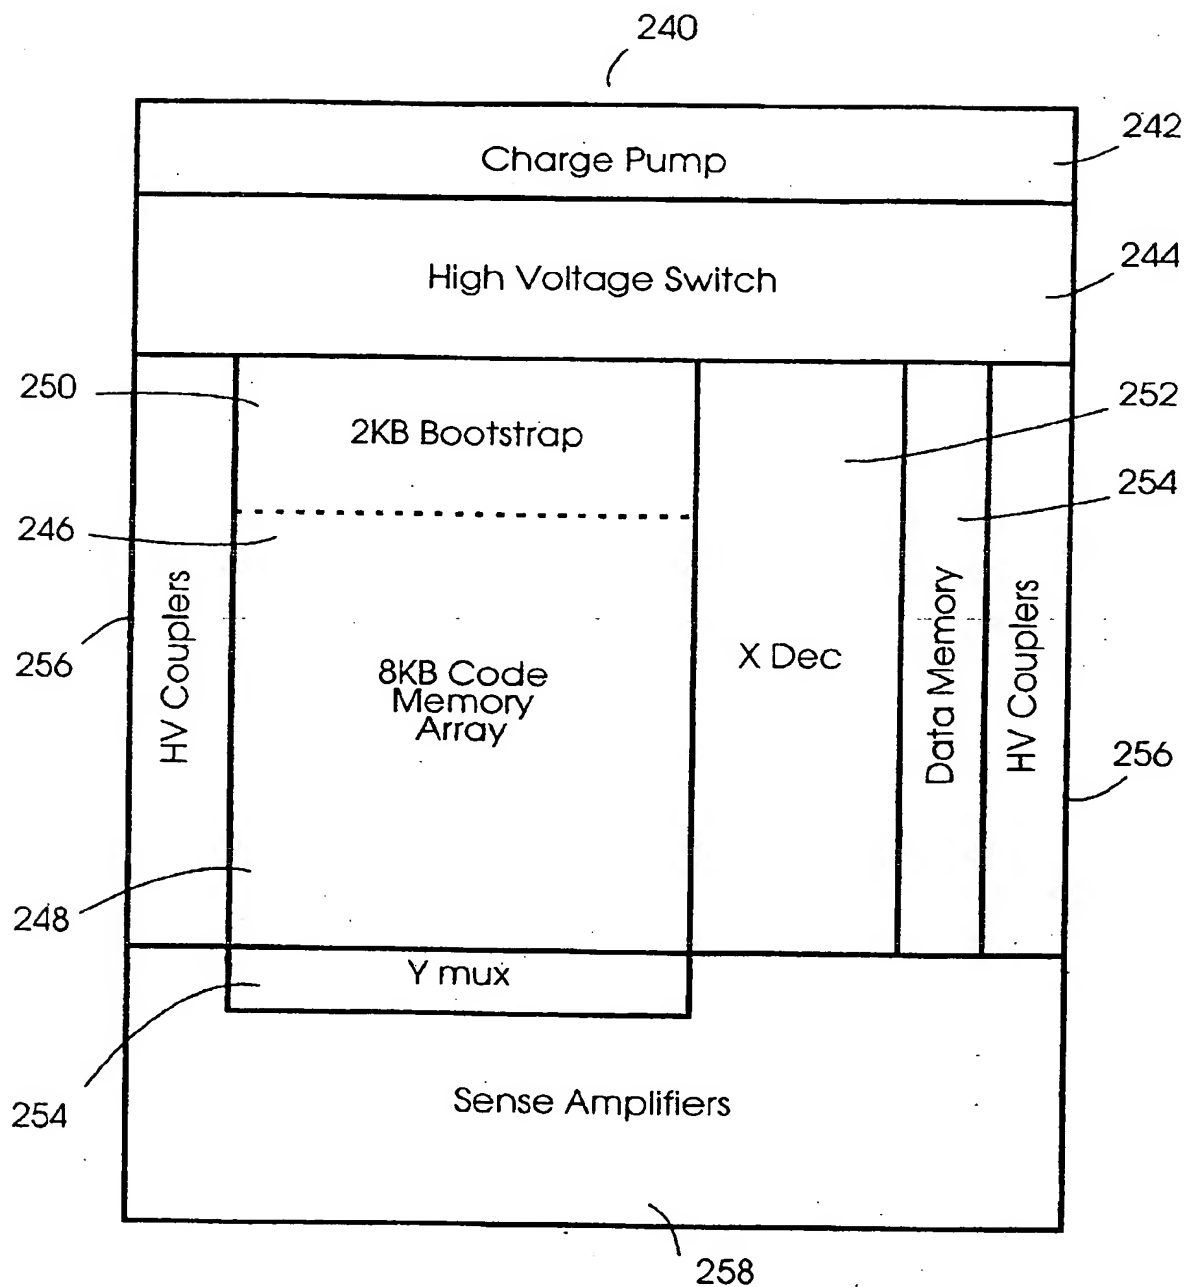 240
Charge Pump
242
High Voltage Switch
244
250
2KB Bootstrap
252
254
246
HV Couplers
8KB Code
Memory
Array
X Dec
Data Memory
HV Couplers
256
256
248
Y mux
254
Sense Amplifiers
258